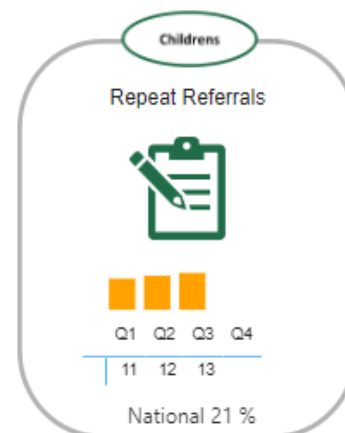 Childrens
Repeat Referrals
Q1 Q2 Q3 Q4
11 12 13
National 21 %